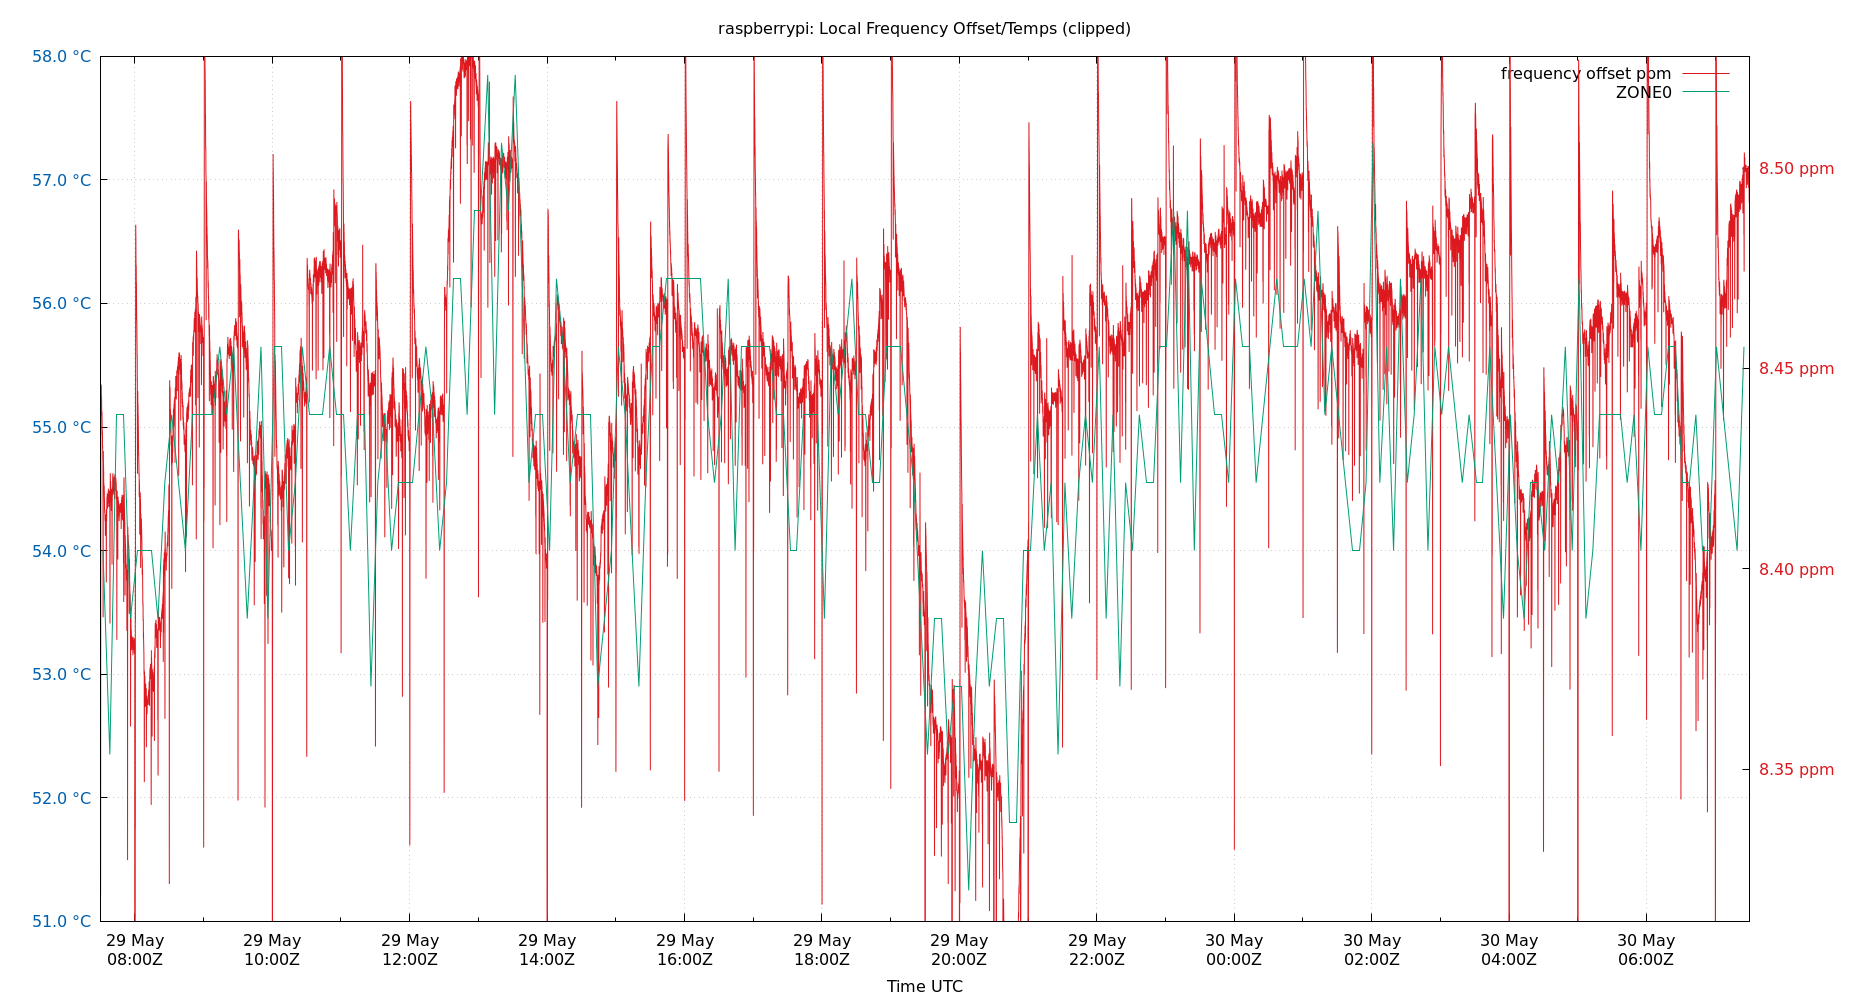 raspberrypi: Local Frequency Offset/Temps (clipped)
58.0 °C
57.0 °C
56.0 °C
55.0 °C
54.0 °C
53.0 °C
52.0 °C
51.0 °C
frequency offset ppm
ZONE0
8.50 ppm
8.45 ppm
8.40 ppm
8.35 ppm
29 May
08:00Z
29 May
10:00Z
29 May
12:00Z
29 May
14:00Z
29 May
16:00Z
29 May
18:00Z
29 May
20:00Z
29 May
22:00Z
30 May
00:00Z
30 May
02:00Z
30 May
04:00Z
30 May
06:00Z
Time UTC